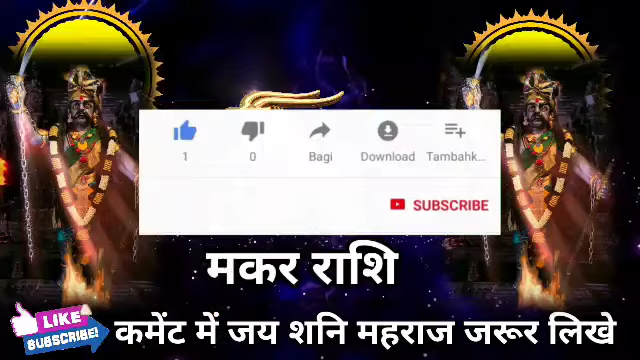 1 0 Bagi Download Tambahk...
SUBSCRIBE
मकर राशि
LIKE
SUBSCRIBE!
कमेंट में जय शनि महराज जरूर लिखे